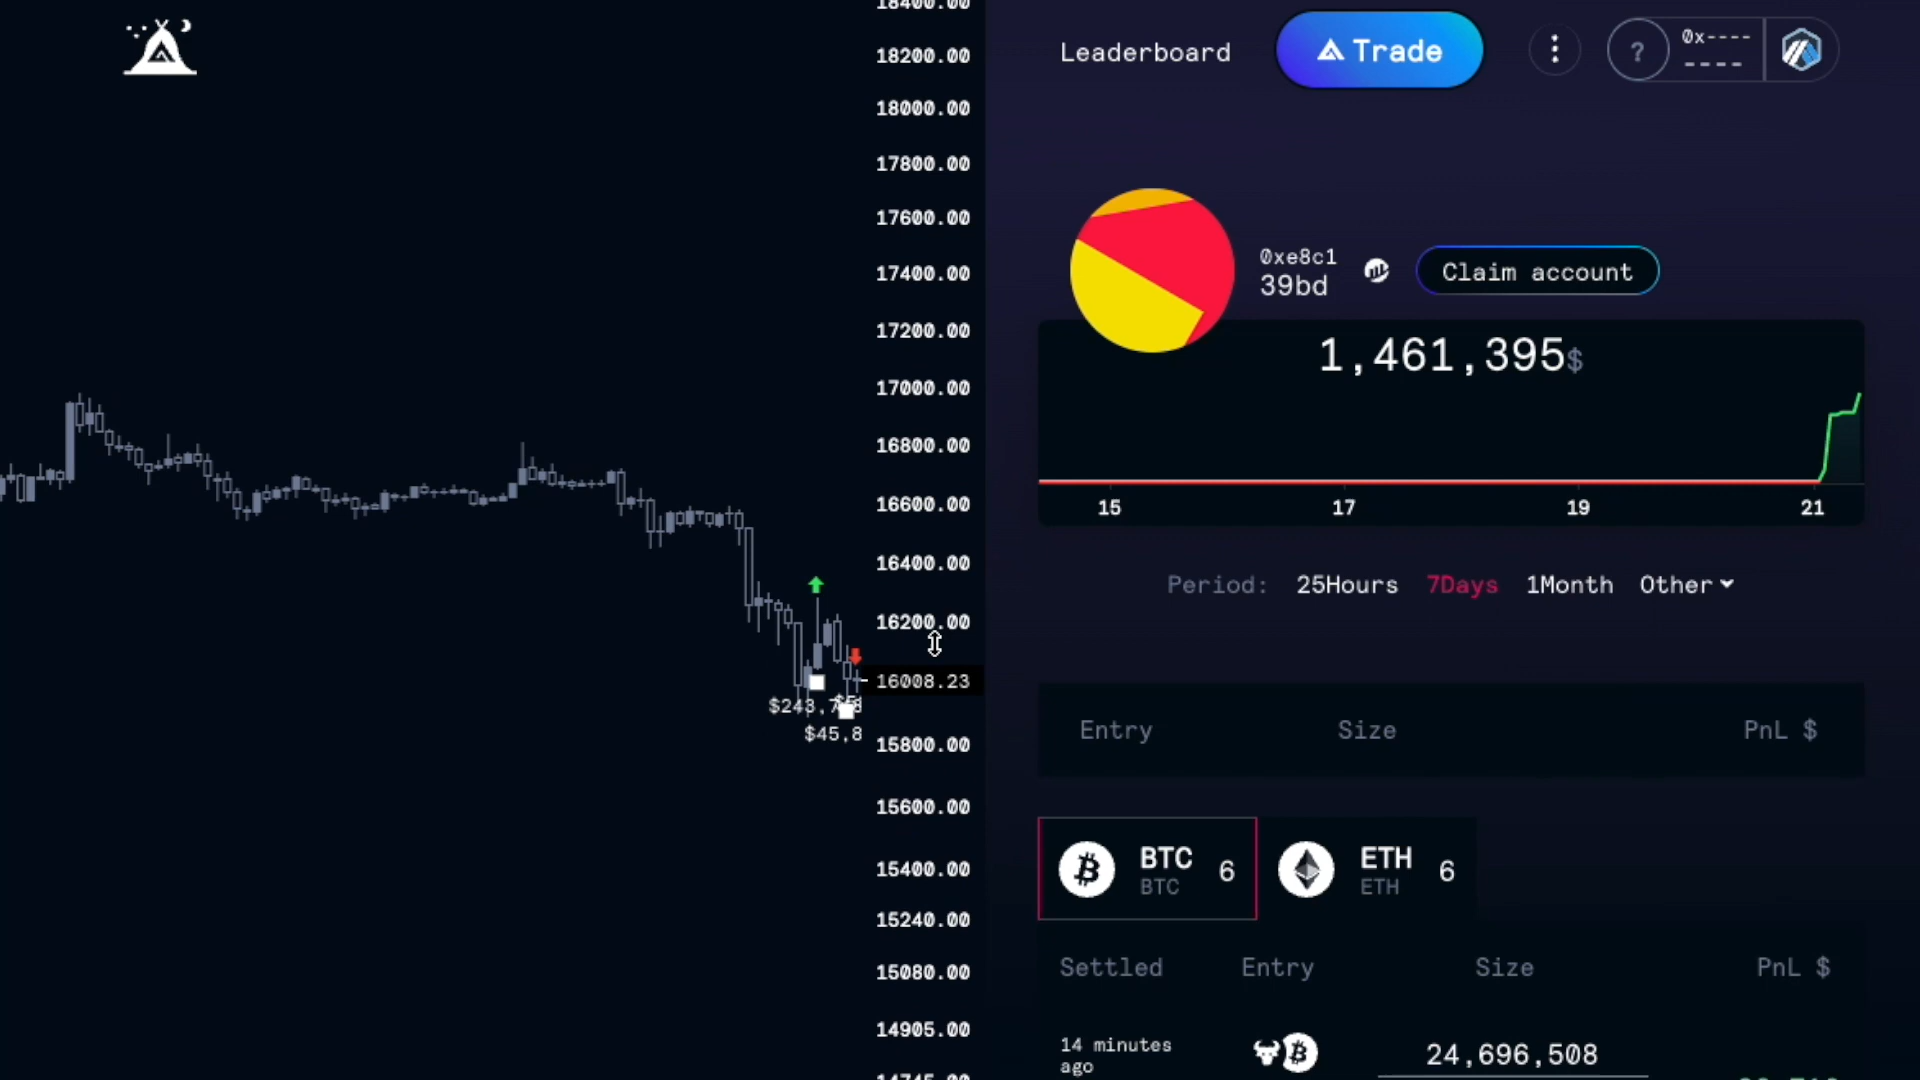 18400.00
18200.00
18000.00
17800.00
17600.00
17400.00
17200.00
17000.00
16800.00
16600.00
16400.00
16200.00
16008.23
15800.00
15600.00
15400.00
15240.00
15080.00
14905.00
$45,8
Leaderboard
Trade
?
0x----
----
0xe8c1
39bd
Claim account
1,461,395$
15 17 19 21
Period: 25Hours 7Days 1Month Other
Entry Size PnL $
BTC 6
BTC
ETH 6
ETH
Settled Entry Size PnL $
14 minutes
ago
24,696,508